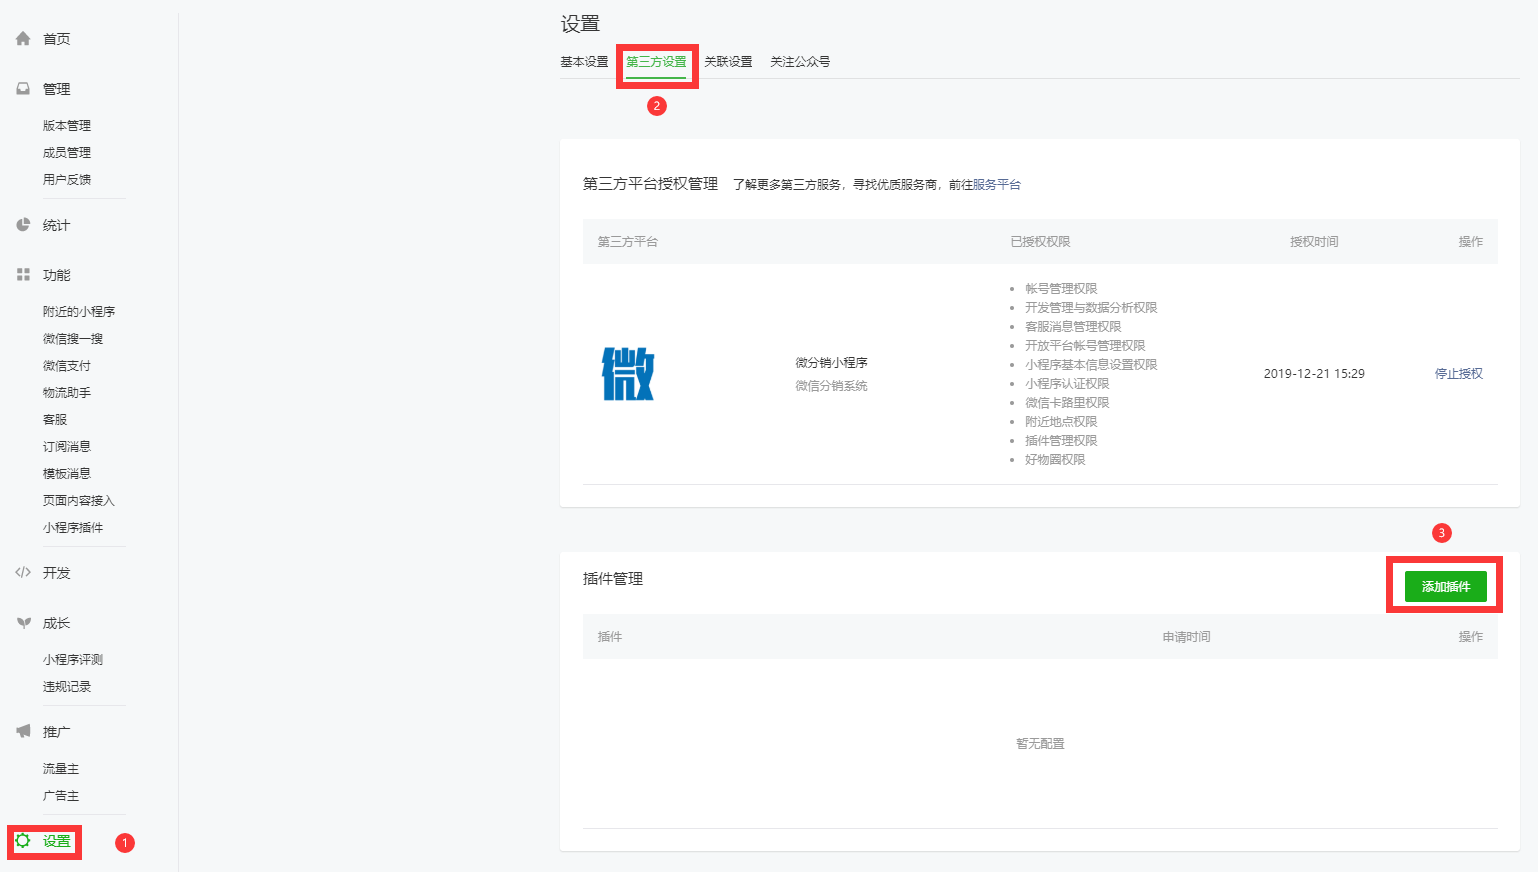 首页
管理
版本管理
成员管理
用户反馈
统计
功能
附近的小程序
微信搜一搜
微信支付
物流助手
客服
订阅消息
模板消息
页面内容接入
小程序插件
开发
成长
小程序评测
违规记录
推广
流量主
广告主
设置 1
设置
基本设置 第三方设置 关联设置 关注公众号
2
第三方平台授权管理 了解更多第三方服务，寻找优质服务商，前往服务平台
第三方平台 已授权权限 授权时间 操作
微
微分销小程序
微信分销系统
帐号管理权限
开发管理与数据分析权限
客服消息管理权限
开放平台帐号管理权限
小程序基本信息设置权限
小程序认证权限
微信卡路里权限
附近地点权限
插件管理权限
好物圈权限
2019-12-21 15:29
停止授权
3
插件管理
添加插件
插件 申请时间 操作
暂无配置